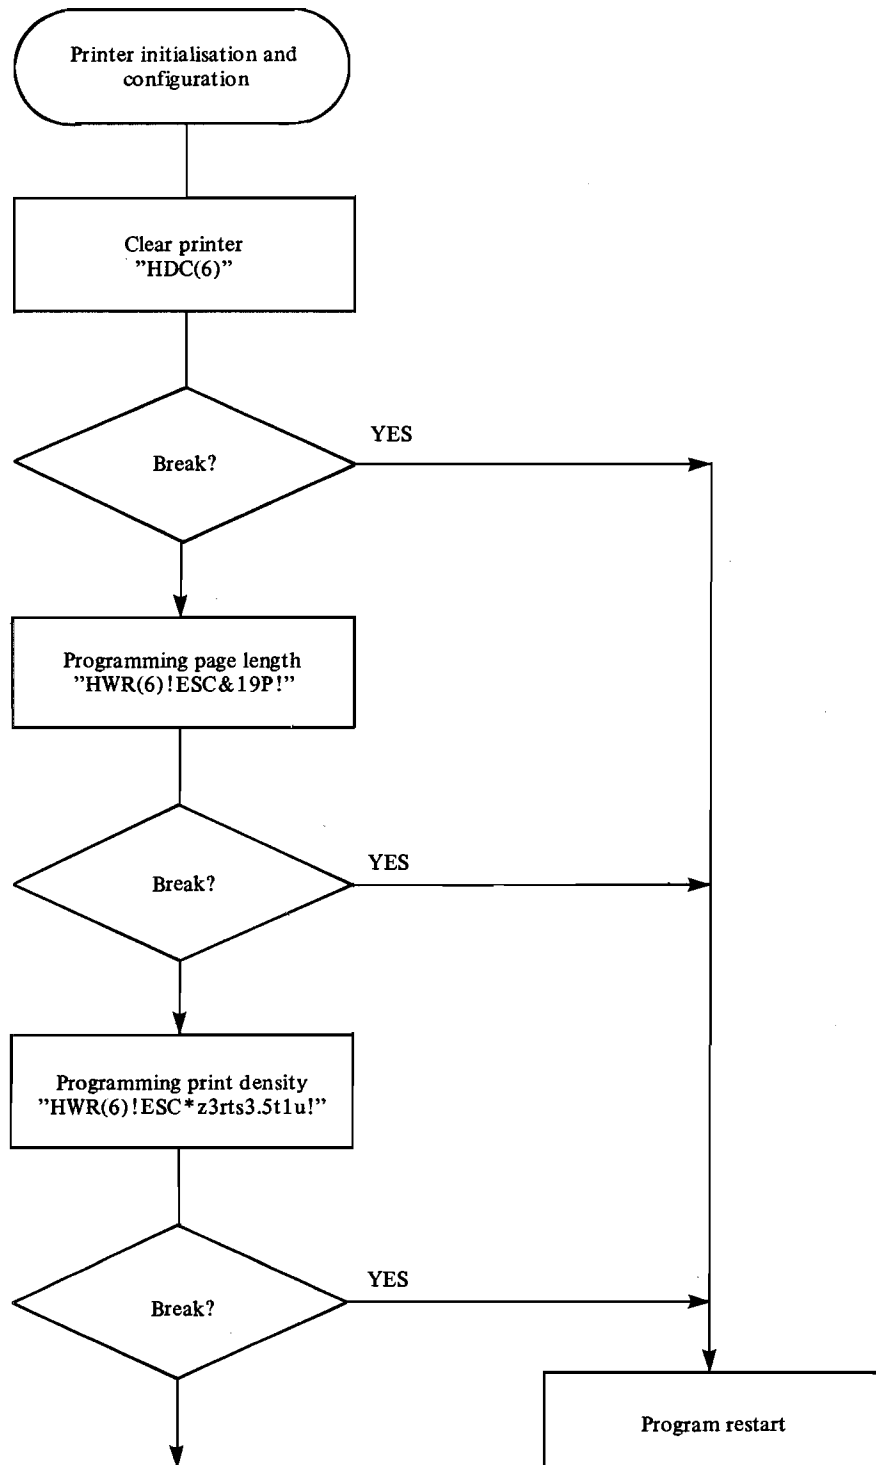 Printer initialisation and
configuration
Clear printer
”HDC(6)”
YES
Break?
Programming page length
”HWR(6)!ESC&19P!”
YES
Break?
Programming print density
”HWR(6)!ESC*z3rts3.5t1u!”
YES
Break?
Program restart